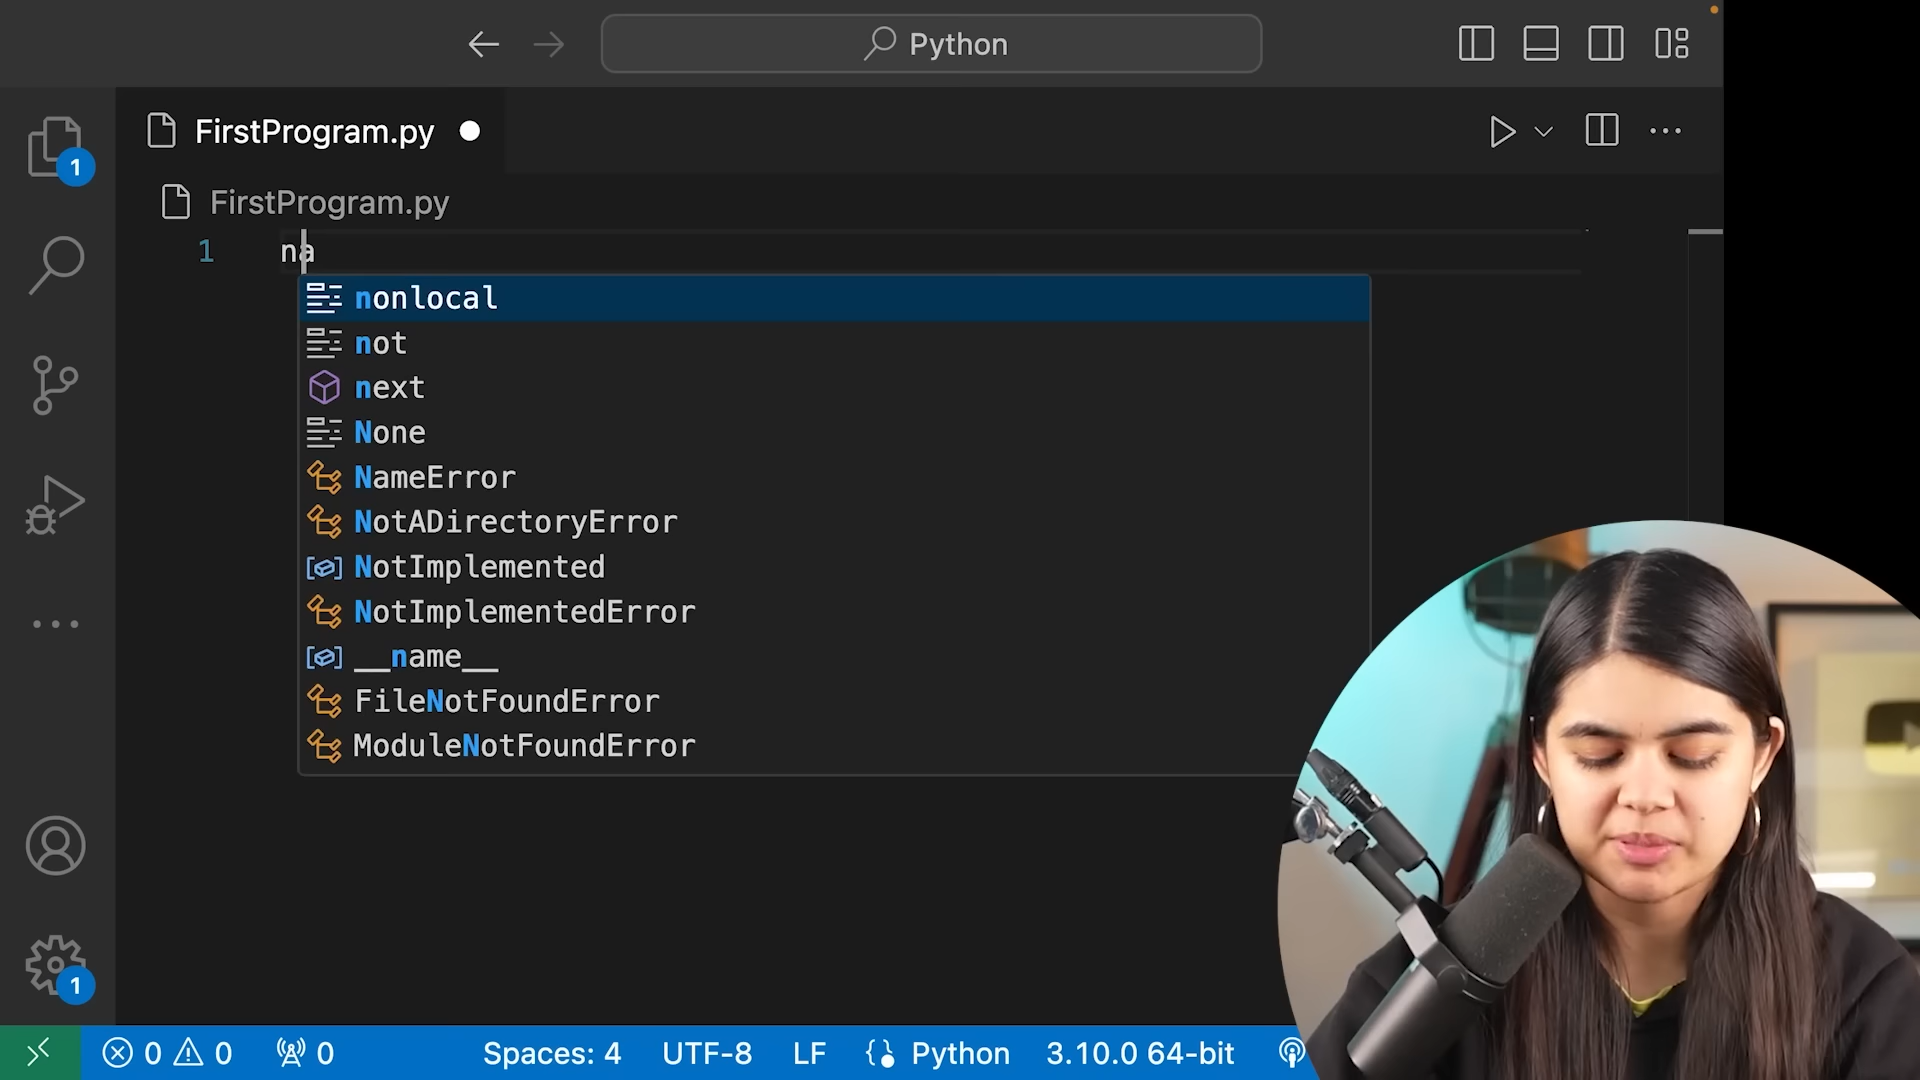 Python
FirstProgram.py
1
FirstProgram.py
1 na
nonlocal
not
next
None
NameError
NotADirectoryError
NotImplemented
NotImplementedError
__name__
FileNotFoundError
ModuleNotFoundError
1
0 0 0 Spaces: 4 UTF-8 LF Python 3.10.0 64-bit